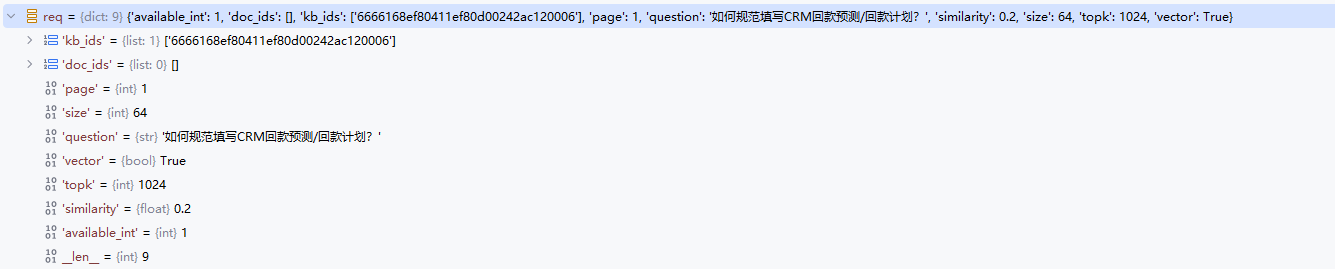 req = {dict: 9} {'available_int': 1, 'doc_ids': [], 'kb_ids': ['6666168ef80411ef80d00242ac120006'], 'page': 1, 'question': '如何规范填写CRM回款预测/回款计划？', 'similarity': 0.2, 'size': 64, 'topk': 1024, 'vector': True}
'kb_ids' = {list: 1} ['6666168ef80411ef80d00242ac120006']
'doc_ids' = {list: 0} []
'page' = {int} 1
'size' = {int} 64
'question' = {str} '如何规范填写CRM回款预测/回款计划？'
'vector' = {bool} True
'topk' = {int} 1024
'similarity' = {float} 0.2
'available_int' = {int} 1
__len__ = {int} 9